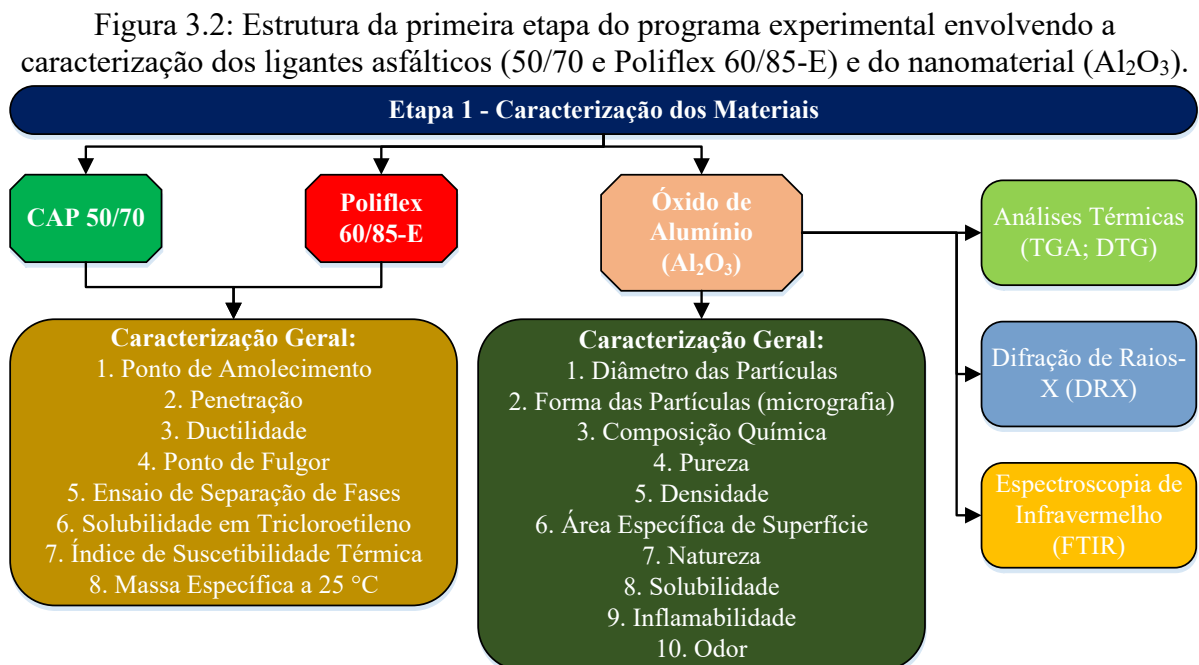 Figura 3.2: Estrutura da primeira etapa do programa experimental envolvendo a
caracterização dos ligantes asfálticos (50/70 e Poliflex 60/85-E) e do nanomaterial (Al₂O₃).
Etapa 1 - Caracterização dos Materiais
CAP 50/70
Poliflex
60/85-E
Óxido de
Alumínio
(Al₂O₃)
Análises Térmicas
(TGA; DTG)
Difração de Raios-
X (DRX)
Espectroscopia de
Infravermelho
(FTIR)
Caracterização Geral:
1. Ponto de Amolecimento
2. Penetração
3. Ductilidade
4. Ponto de Fulgor
5. Ensaio de Separação de Fases
6. Solubilidade em Tricloroetileno
7. Índice de Suscetibilidade Térmica
8. Massa Específica a 25 °C
Caracterização Geral:
1. Diâmetro das Partículas
2. Forma das Partículas (micrografia)
3. Composição Química
4. Pureza
5. Densidade
6. Área Específica de Superfície
7. Natureza
8. Solubilidade
9. Inflamabilidade
10. Odor